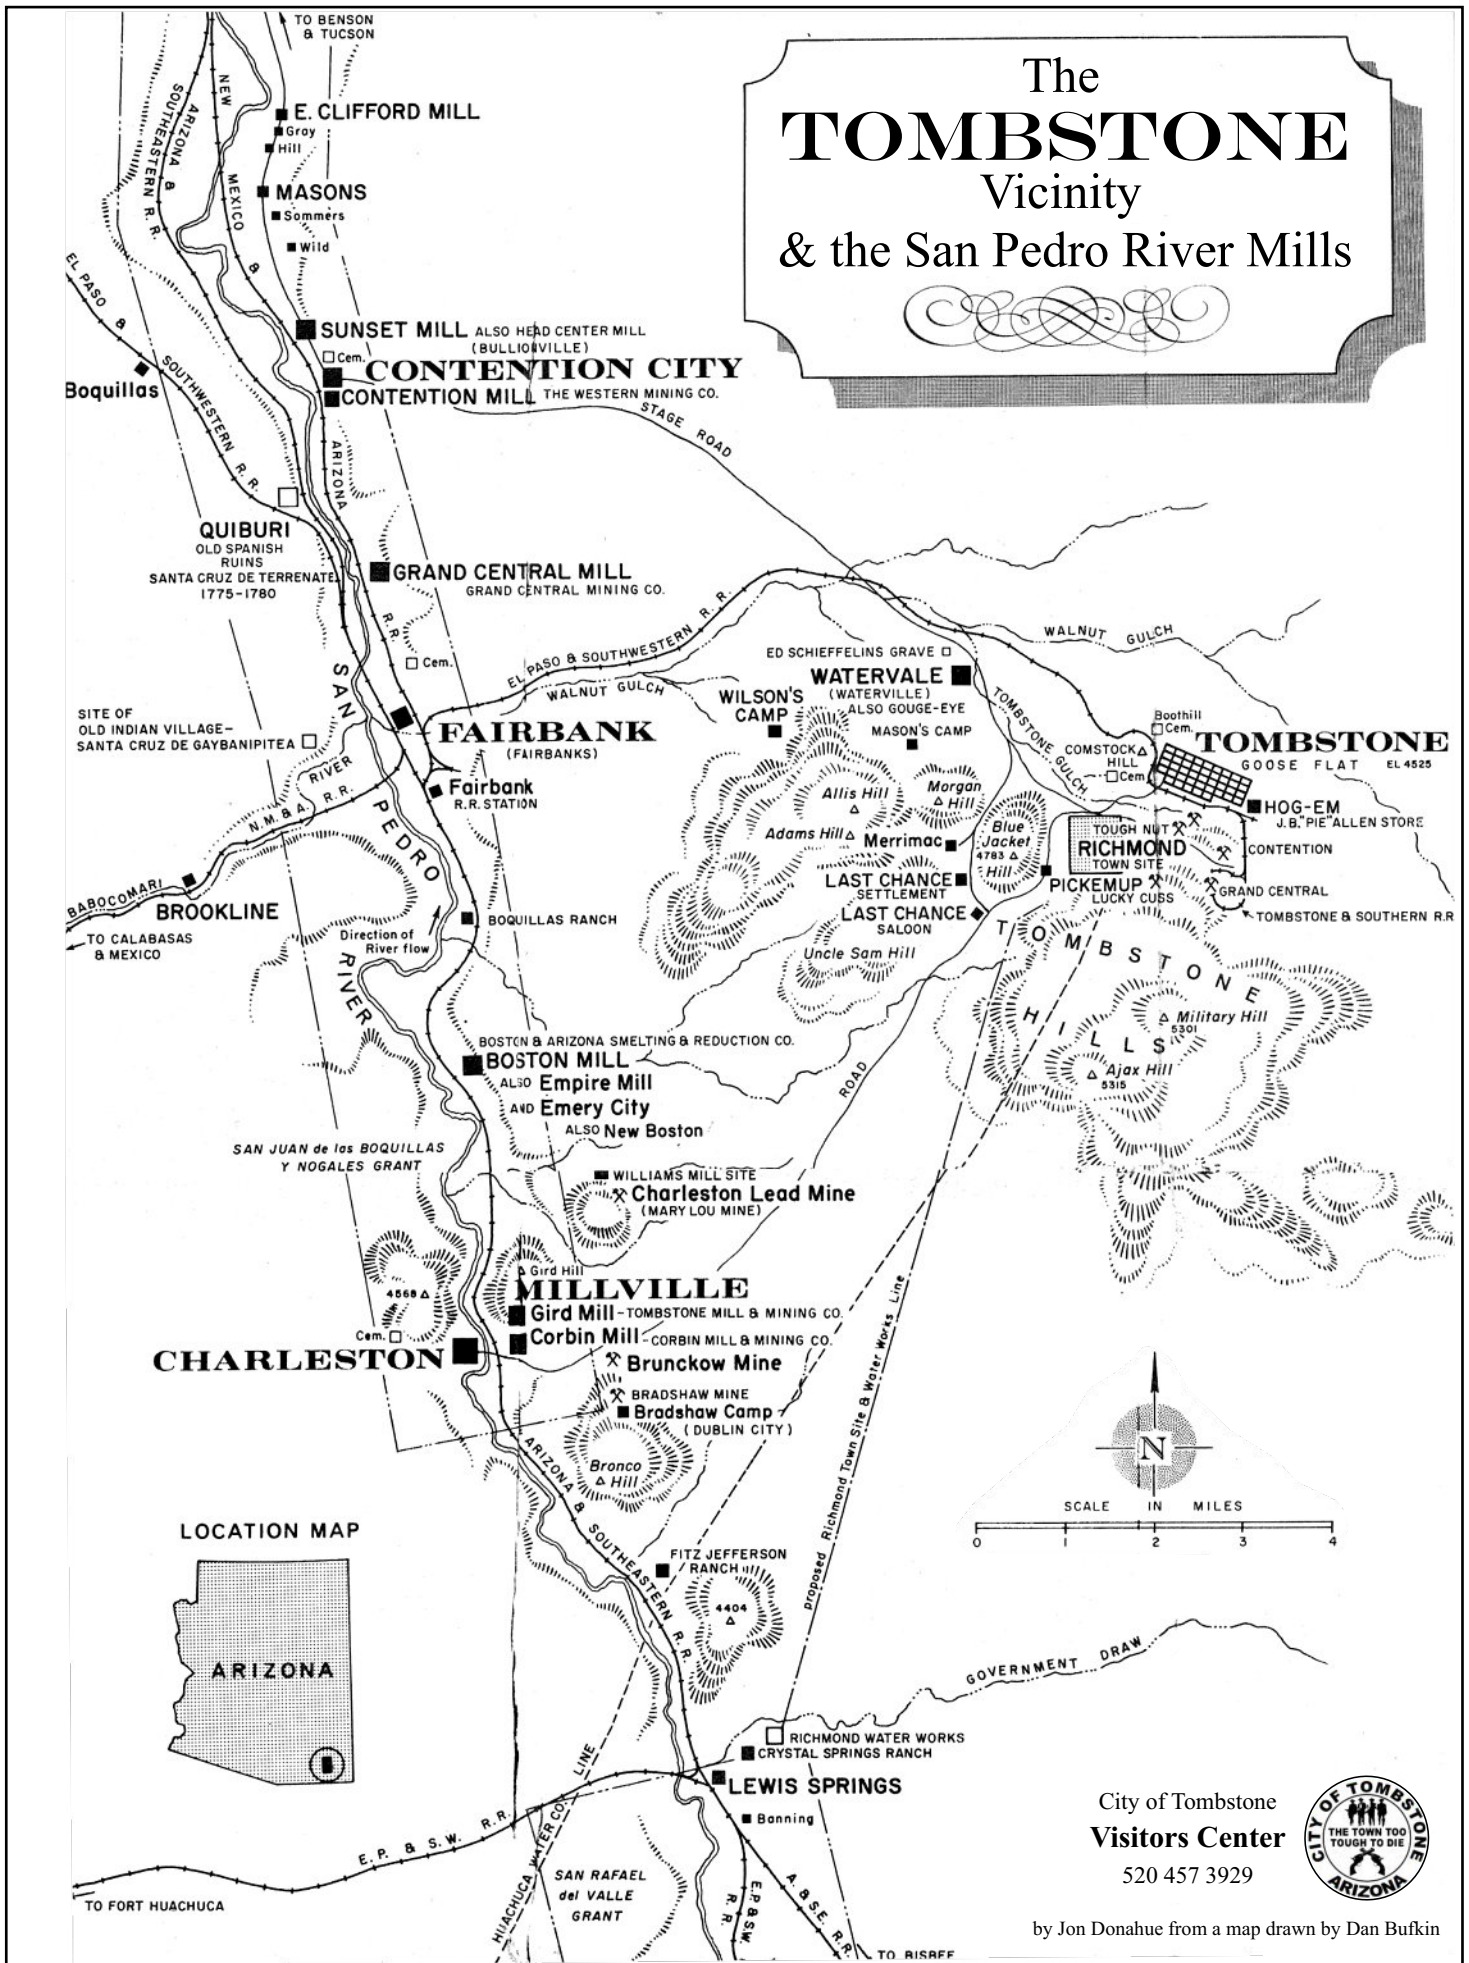 The
TOMBSTONE
Vicinity
& the San Pedro River Mills
TO BENSON
& TUCSON
ARIZONA &
SOUTHEASTERN R. R.
NEW
MEXICO
&
ARIZONA
R.R.
E. CLIFFORD MILL
Gray
Hill
MASONS
Sommers
Wild
EL PASO &
SOUTHWESTERN R. R.
Boquillas
SUNSET MILL ALSO HEAD CENTER MILL
(BULLIONVILLE)
Cem.
CONTENTION CITY
CONTENTION MILL THE WESTERN MINING CO.
STAGE ROAD
QUIBURI
OLD SPANISH
RUINS
SANTA CRUZ DE TERRENATE
1775-1780
GRAND CENTRAL MILL
GRAND CENTRAL MINING CO.
Cem.
EL PASO & SOUTHWESTERN R. R.
WALNUT GULCH
WALNUT GULCH
ED SCHIEFFELINS GRAVE
WATERVALE
(WATERVILLE)
ALSO GOUGE-EYE
WILSON'S
CAMP
MASON'S CAMP
TOMBSTONE GULCH
Boothill
Cem.
COMSTOCK
HILL
Cem.
TOMBSTONE
GOOSE FLAT EL 4525
SITE OF
OLD INDIAN VILLAGE-
SANTA CRUZ DE GAYBANIPITEA
SAN
PEDRO
RIVER
FAIRBANK
(FAIRBANKS)
Fairbank
R.R. STATION
RIVER
N.M. & A. R.R.
BABOCOMARI
BROOKLINE
TO CALABASAS
& MEXICO
Allis Hill
Morgan
Hill
Adams Hill
Merrimac
Blue
Jacket
4783
Hill
HOG-EM
J.B."PIE"ALLEN STORE
TOUGH NUT
RICHMOND
TOWN SITE
CONTENTION
LAST CHANCE
SETTLEMENT
PICKEMUP
LUCKY CUSS
GRAND CENTRAL
LAST CHANCE
SALOON
TOMBSTONE & SOUTHERN R.R
BOQUILLAS RANCH
Direction of
River flow
Uncle Sam Hill
TOMBSTONE
HILLS
Military Hill
5301
Ajax Hill
5315
BOSTON & ARIZONA SMELTING & REDUCTION CO.
BOSTON MILL
ALSO Empire Mill
AND Emery City
ALSO New Boston
ROAD
SAN JUAN de las BOQUILLAS
Y NOGALES GRANT
WILLIAMS MILL SITE
Charleston Lead Mine
(MARY LOU MINE)
Gird Hill
4568
MILLVILLE
Gird Mill-TOMBSTONE MILL & MINING CO.
Cem.
Corbin Mill-CORBIN MILL & MINING CO.
CHARLESTON
Brunckow Mine
BRADSHAW MINE
Bradshaw Camp
(DUBLIN CITY)
Bronco
Hill
ARIZONA & SOUTHEASTERN R. R.
proposed Richmond Town Site & Water Works Line
N
SCALE IN MILES
0 1 2 3 4
LOCATION MAP
ARIZONA
FITZ JEFFERSON
RANCH
4404
GOVERNMENT DRAW
RICHMOND WATER WORKS
CRYSTAL SPRINGS RANCH
LEWIS SPRINGS
Banning
E.P. & S.W. R.R.
TO FORT HUACHUCA
HUACHUCA WATER CO. LINE
SAN RAFAEL
del VALLE
GRANT
E.P.&S.W.
R. R.
A. & S.E. R.R.
TO BISBEE
City of Tombstone
Visitors Center
520 457 3929
CITY OF TOMBSTONE
THE TOWN TOO
TOUGH TO DIE
ARIZONA
by Jon Donahue from a map drawn by Dan Bufkin